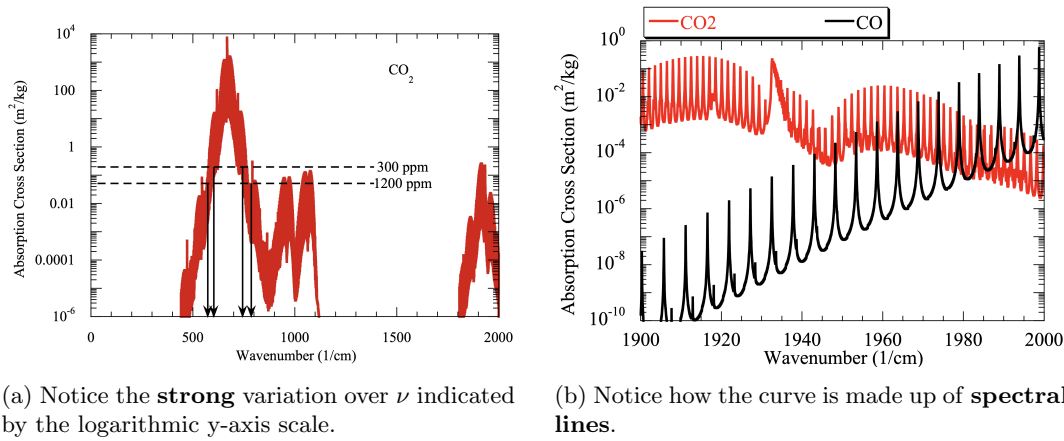 CO2 CO
10^4
100
1
0.01
0.0001
10^-6
Absorption Cross Section (m^2/kg)
CO_2
300 ppm
1200 ppm
0 500 1000 1500 2000
Wavenumber (1/cm)
10^0
10^-2
10^-4
10^-6
10^-8
10^-10
Absorption Cross Section (m^2/kg)
1900 1920 1940 1960 1980 2000
Wavenumber (1/cm)
(a) Notice the strong variation over ν indicated
by the logarithmic y-axis scale.
(b) Notice how the curve is made up of spectral
lines.